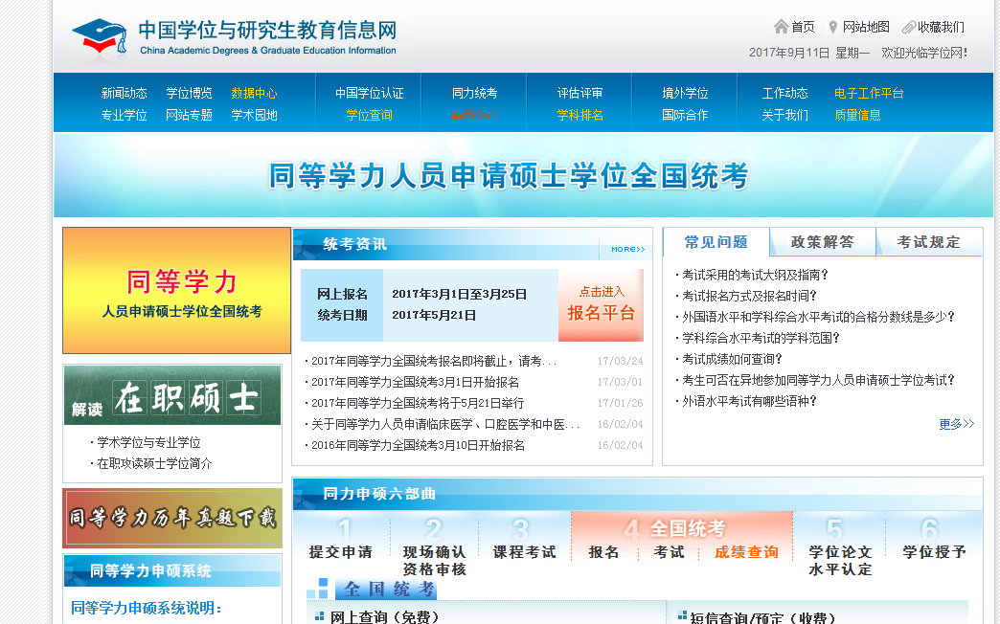 中国学位与研究生教育信息网
China Academic Degrees & Graduate Education Information
首页 网站地图 收藏我们
2017年9月11日 星期一 欢迎光临学位网!
新闻动态 学位博览 数据中心 中国学位认证 同力统考 评估评审 境外学位 工作动态 电子工作平台
专业学位 网站专题 学术园地 学位查询 学科排名 国际合作 关于我们 质量信息
同等学力人员申请硕士学位全国统考
同等学力
人员申请硕士学位全国统考
解读 在职硕士
·学术学位与专业学位
·在职攻读硕士学位简介
同等学力历年真题下载
同等学力申硕系统
同等学力申硕系统说明：
统考资讯
MORE>>
网上报名 2017年3月1日至3月25日
统考日期 2017年5月21日
点击进入
报名平台
·2017年同等学力全国统考报名即将截止，请考... 17/03/24
·2017年同等学力全国统考3月1日开始报名 17/03/01
·2017年同等学力全国统考将于5月21日举行 17/01/26
·关于同等学力人员申请临床医学、口腔医学和中医... 16/02/04
·2016年同等学力全国统考3月10日开始报名 16/02/04
常见问题 政策解答 考试规定
·考试采用的考试大纲及指南?
·考试报名方式及报名时间?
·外国语水平和学科综合水平考试的合格分数线是多少?
·学科综合水平考试的学科范围?
·考试成绩如何查询?
·考生可否在异地参加同等学力人员申请硕士学位考试?
·外语水平考试有哪些语种?
更多>>
同力申硕六部曲
1 2 3 4 全国统考 5 6
提交申请 现场确认 课程考试 报名 考试 成绩查询 学位论文 学位授予
资格审核 水平认定
全国统考
网上查询（免费） 短信查询/预定（收费）